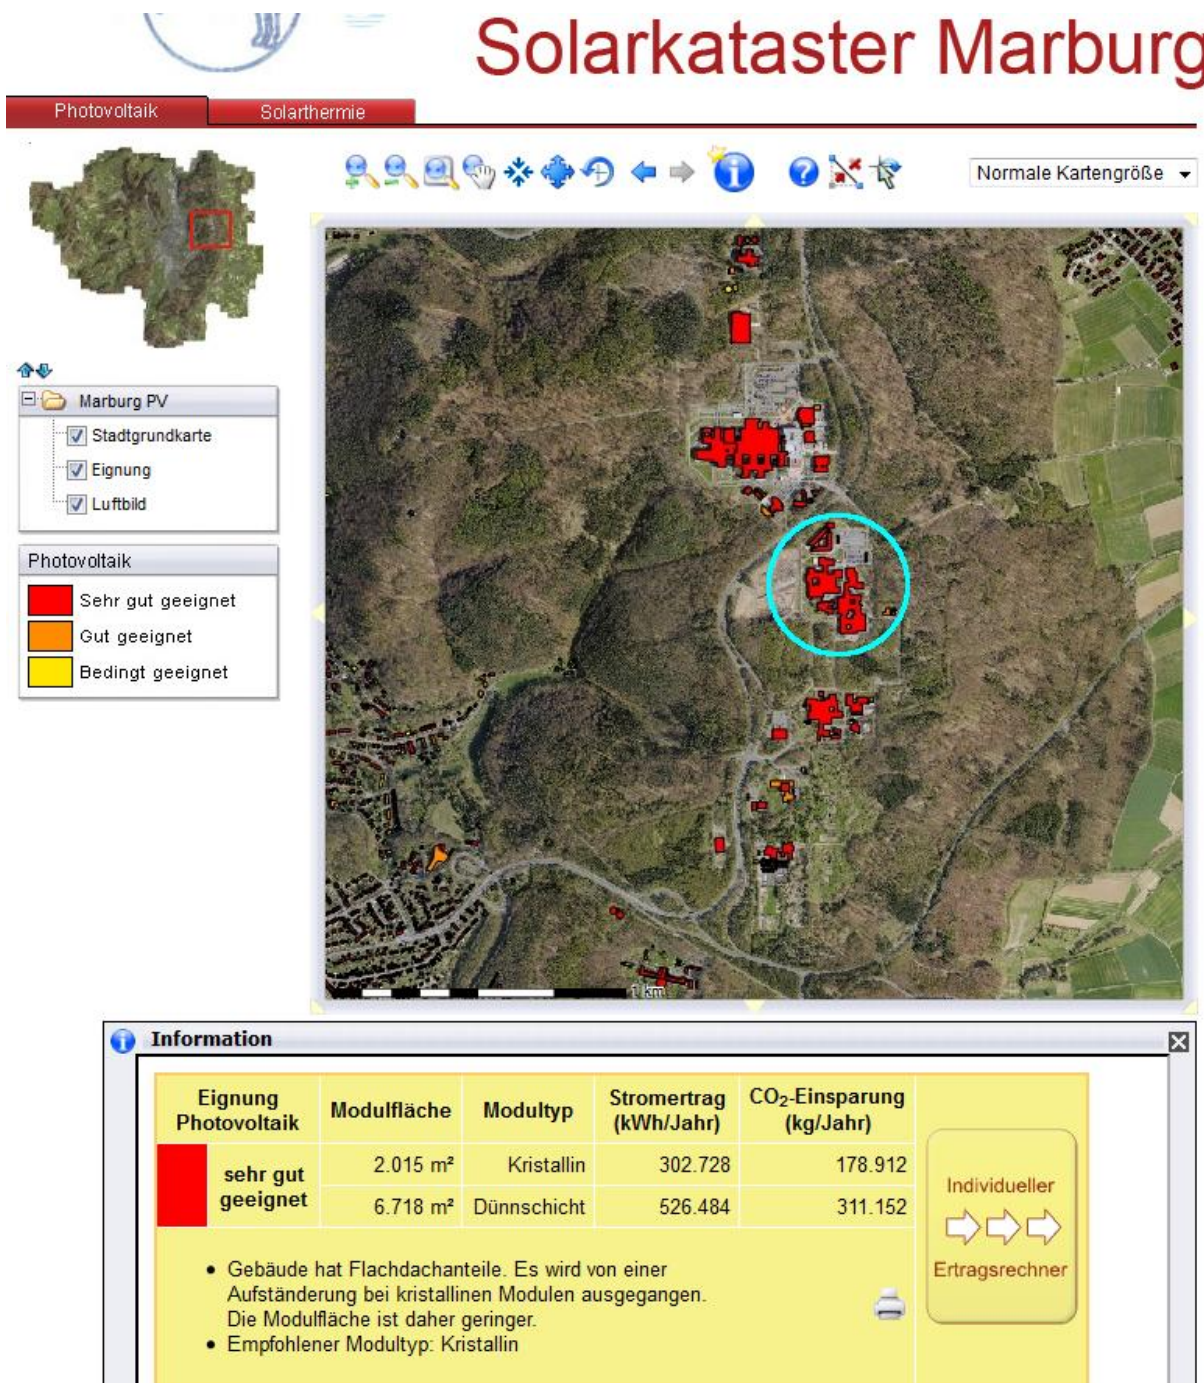 Solarkataster Marburg
Photovoltaik
Solarthermie
Normale Kartengröße
Marburg PV
Stadtgrundkarte
Eignung
Luftbild
Photovoltaik
Sehr gut geeignet
Gut geeignet
Bedingt geeignet
1 km
Information
Eignung Photovoltaik Modulfläche Modultyp Stromertrag (kWh/Jahr) CO₂-Einsparung (kg/Jahr)
sehr gut geeignet
2.015 m² Kristallin 302.728 178.912
6.718 m² Dünnschicht 526.484 311.152
Individueller
Ertragsrechner
• Gebäude hat Flachdachanteile. Es wird von einer
Aufständerung bei kristallinen Modulen ausgegangen.
Die Modulfläche ist daher geringer.
• Empfohlener Modultyp: Kristallin